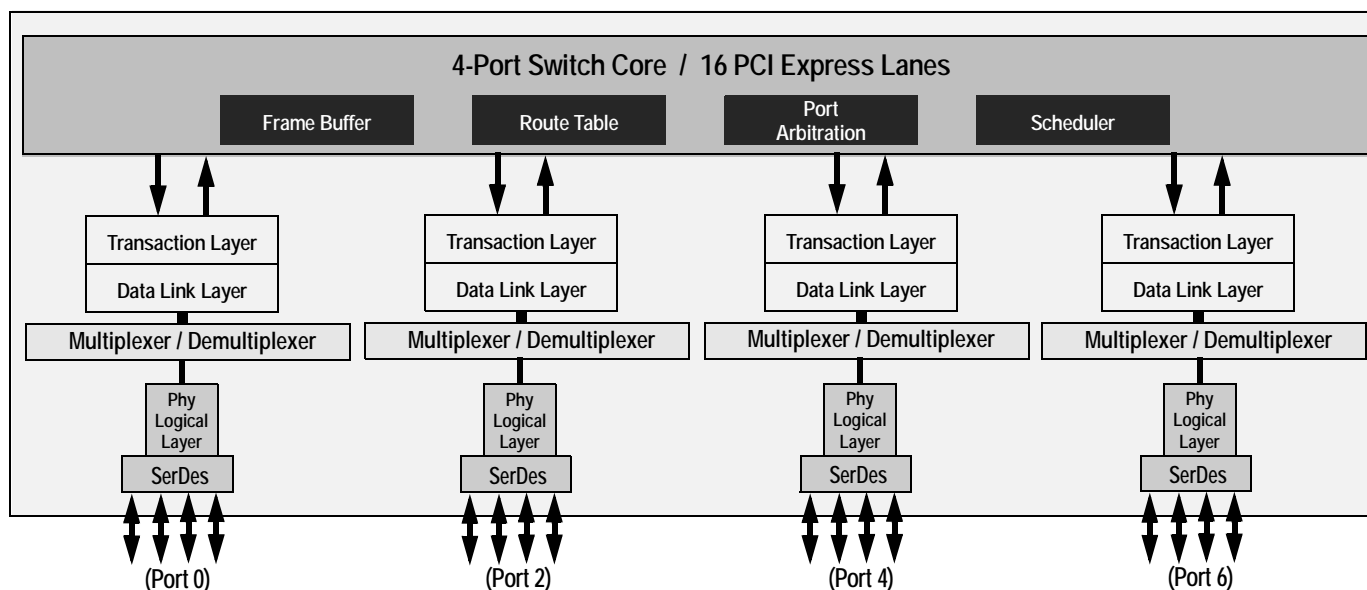 4-Port Switch Core / 16 PCI Express Lanes
Frame Buffer
Route Table
Port
Arbitration
Scheduler
Transaction Layer
Transaction Layer
Transaction Layer
Transaction Layer
Data Link Layer
Data Link Layer
Data Link Layer
Data Link Layer
Multiplexer / Demultiplexer
Multiplexer / Demultiplexer
Multiplexer / Demultiplexer
Multiplexer / Demultiplexer
Phy
Logical
Layer
Phy
Logical
Layer
Phy
Logical
Layer
Phy
Logical
Layer
SerDes
SerDes
SerDes
SerDes
(Port 0)
(Port 2)
(Port 4)
(Port 6)